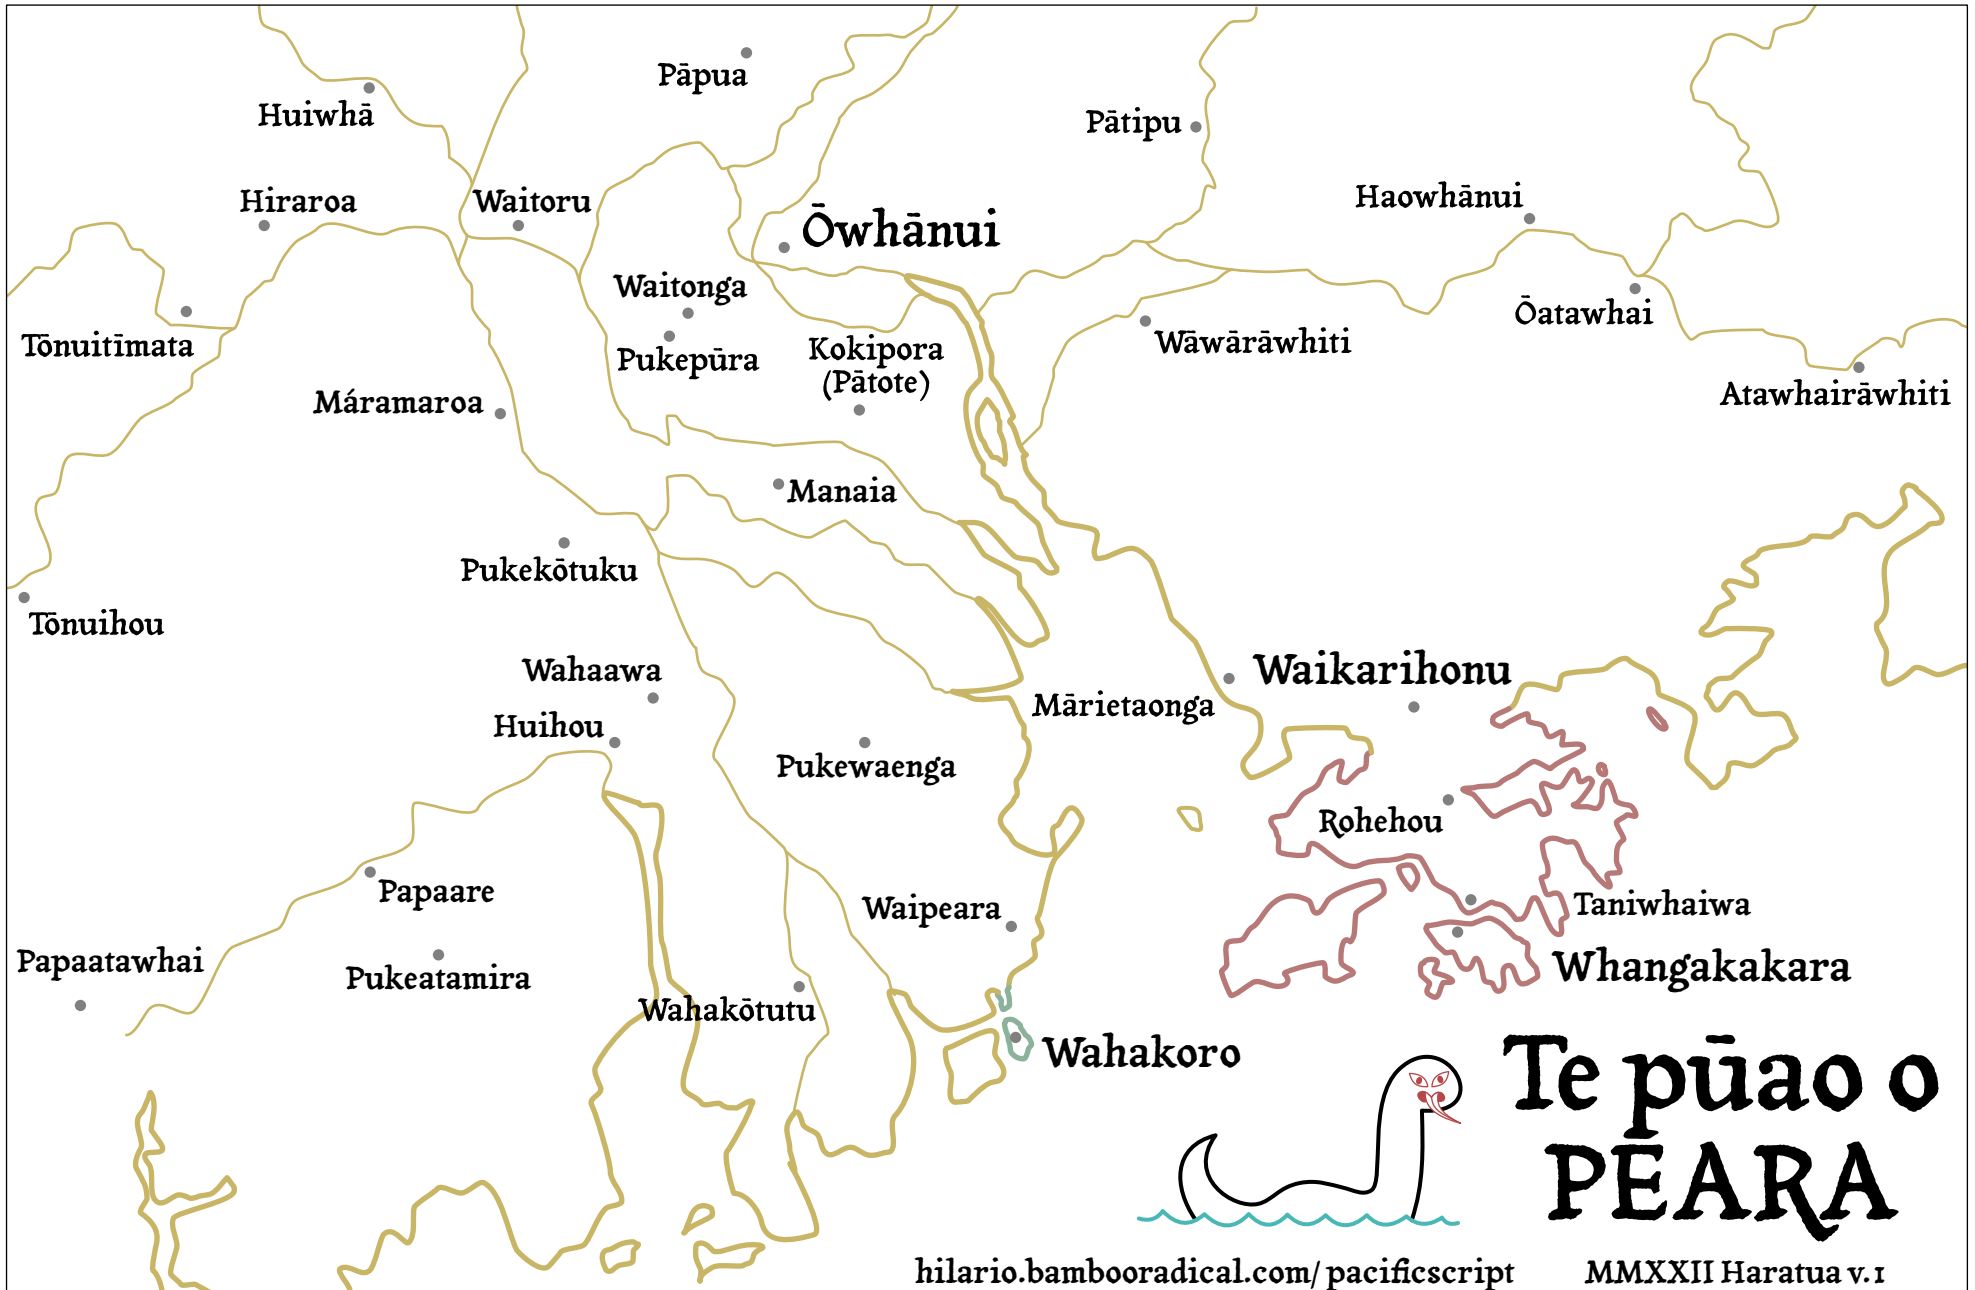 Pāpua
Huiwhā
Pātipu
Hiraroa
Waitoru
Haowhānui
Ōwhānui
Waitonga
Ōatawhai
Tōnuitīmata
Pukepūra
Kokipora
(Pātote)
Wāwārāwhiti
Máramaroa
Atawhairāwhiti
Manaia
Pukekōtuku
Tōnuihou
Wahaawa
Waikarihonu
Mārietaonga
Huihou
Pukewaenga
Rohehou
Papaare
Waipeara
Taniwhaiwa
Papaatawhai
Pukeatamira
Whangakakara
Wahakōtutu
Wahakoro
Te pūao o
PĒARA
hilario.bambooradical.com/ pacificscript
MMXXII Haratua v.1